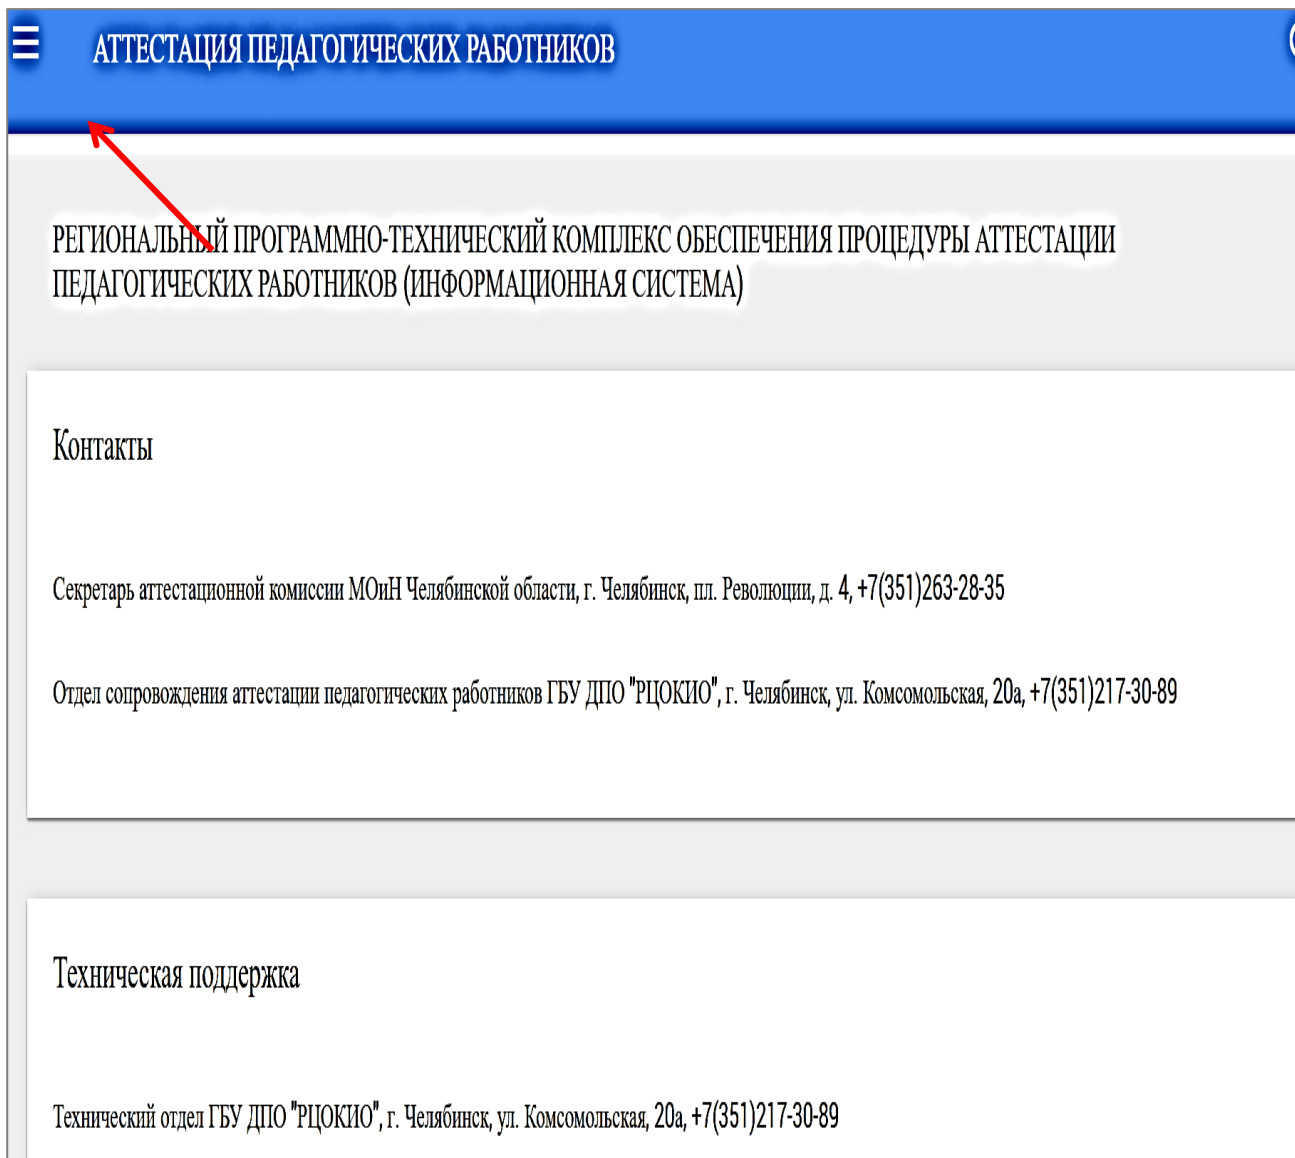 АТТЕСТАЦИЯ ПЕДАГОГИЧЕСКИХ РАБОТНИКОВ
РЕГИОНАЛЬНЫЙ ПРОГРАММНО-ТЕХНИЧЕСКИЙ КОМПЛЕКС ОБЕСПЕЧЕНИЯ ПРОЦЕДУРЫ АТТЕСТАЦИИ
ПЕДАГОГИЧЕСКИХ РАБОТНИКОВ (ИНФОРМАЦИОННАЯ СИСТЕМА)
Контакты
Секретарь аттестационной комиссии МОиН Челябинской области, г. Челябинск, пл. Революции, д. 4, +7(351)263-28-35
Отдел сопровождения аттестации педагогических работников ГБУ ДПО "РЦОКИО", г. Челябинск, ул. Комсомольская, 20а, +7(351)217-30-89
Техническая поддержка
Технический отдел ГБУ ДПО "РЦОКИО", г. Челябинск, ул. Комсомольская, 20а, +7(351)217-30-89